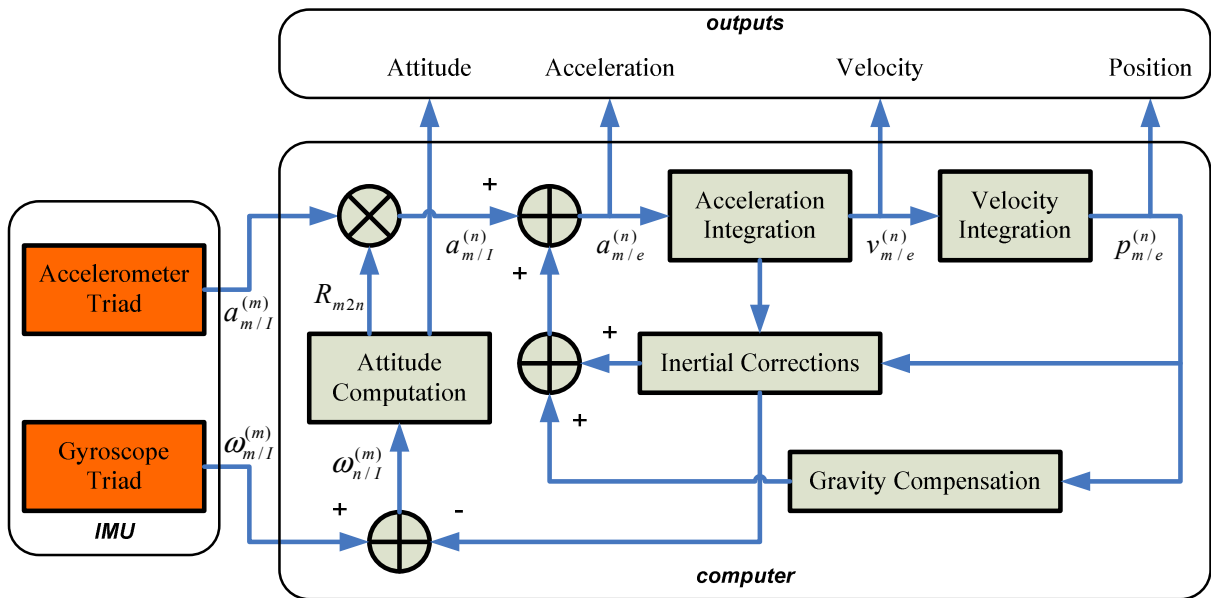 outputs
Attitude Acceleration Velocity Position
+
Acceleration
Integration
Velocity
Integration
a_{m/I}^{(n)}
a_{m/e}^{(n)}
v_{m/e}^{(n)}
p_{m/e}^{(n)}
Accelerometer
Triad
a_{m/I}^{(m)}
R_{m2n}
+
Attitude
Computation
+
Inertial Corrections
+
Gyroscope
Triad
ω_{m/I}^{(m)}
ω_{n/I}^{(m)}
Gravity Compensation
+ -
IMU
computer